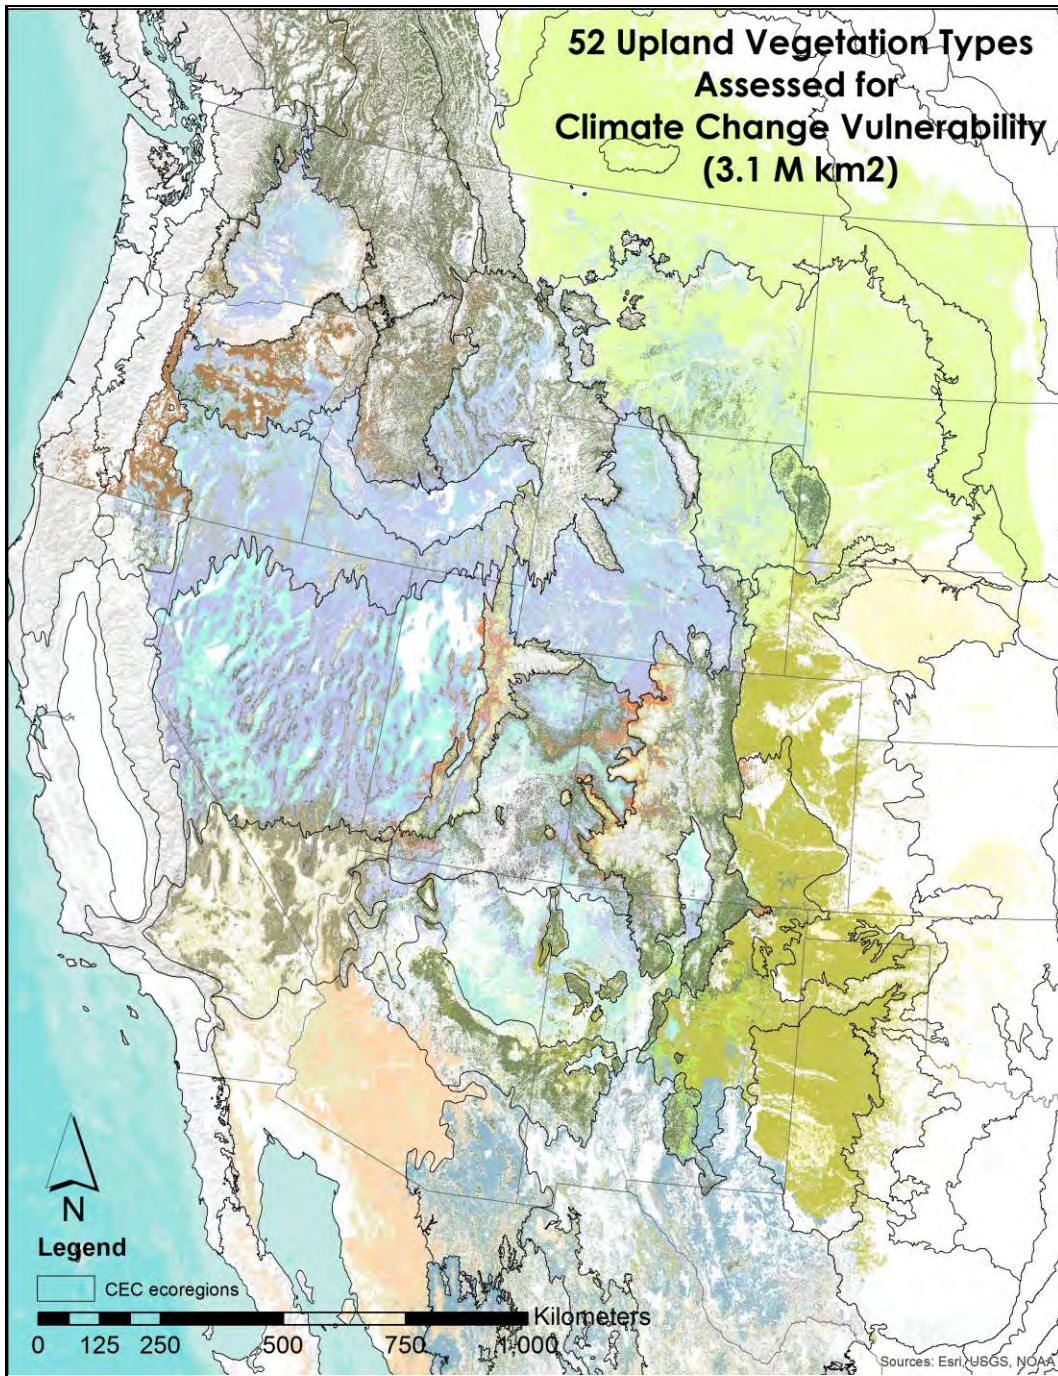 52 Upland Vegetation Types
Assessed for
Climate Change Vulnerability
(3.1 M km2)
N
Legend
CEC ecoregions
Kilometers
0 125 250 500 750 1,000
Sources: Esri, USGS, NOAA